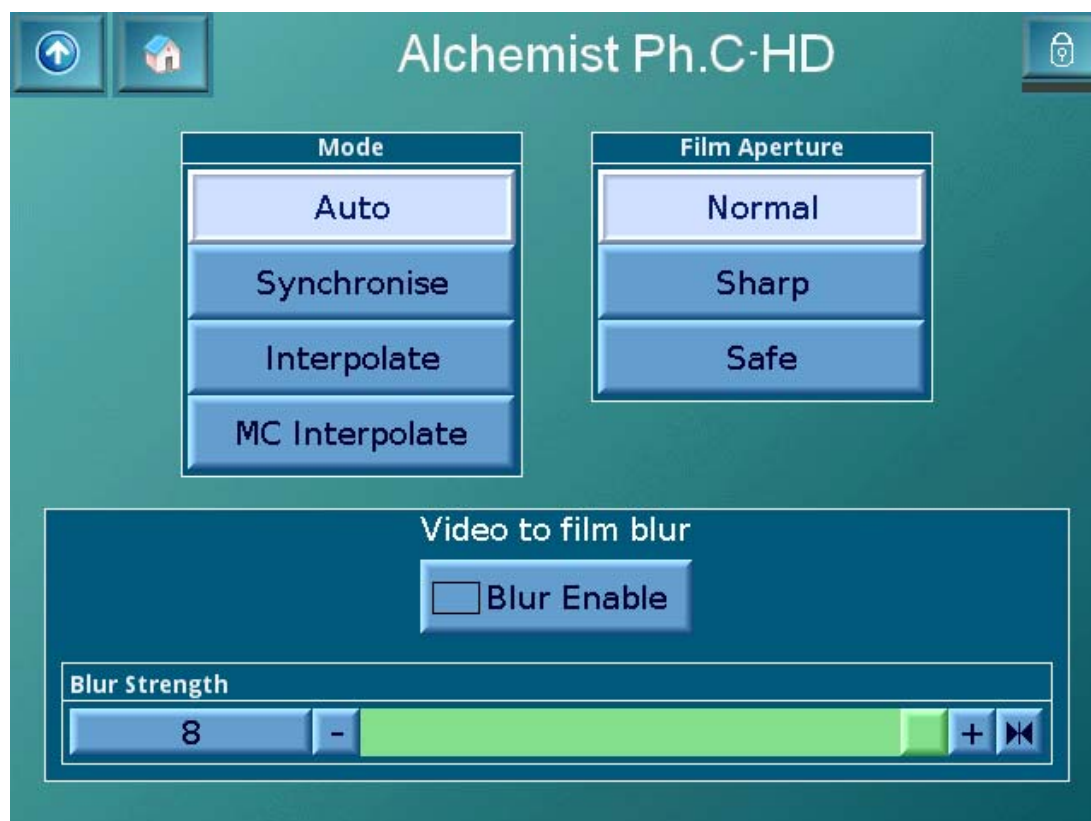 Alchemist Ph.C-HD
Mode
Auto
Synchronise
Interpolate
MC Interpolate
Film Aperture
Normal
Sharp
Safe
Video to film blur
Blur Enable
Blur Strength
8 - +